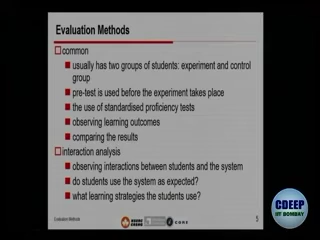 Evaluation Methods
common
usually has two groups of students: experiment and control
group
pre-test is used before the experiment takes place
the use of standardised proficiency tests
observing learning outcomes
comparing the results
interaction analysis
observing interactions between students and the system
do students use the system as expected?
what learning strategies the students use?
Evaluation Methods
5
CDEEP
IIT BOMBAY